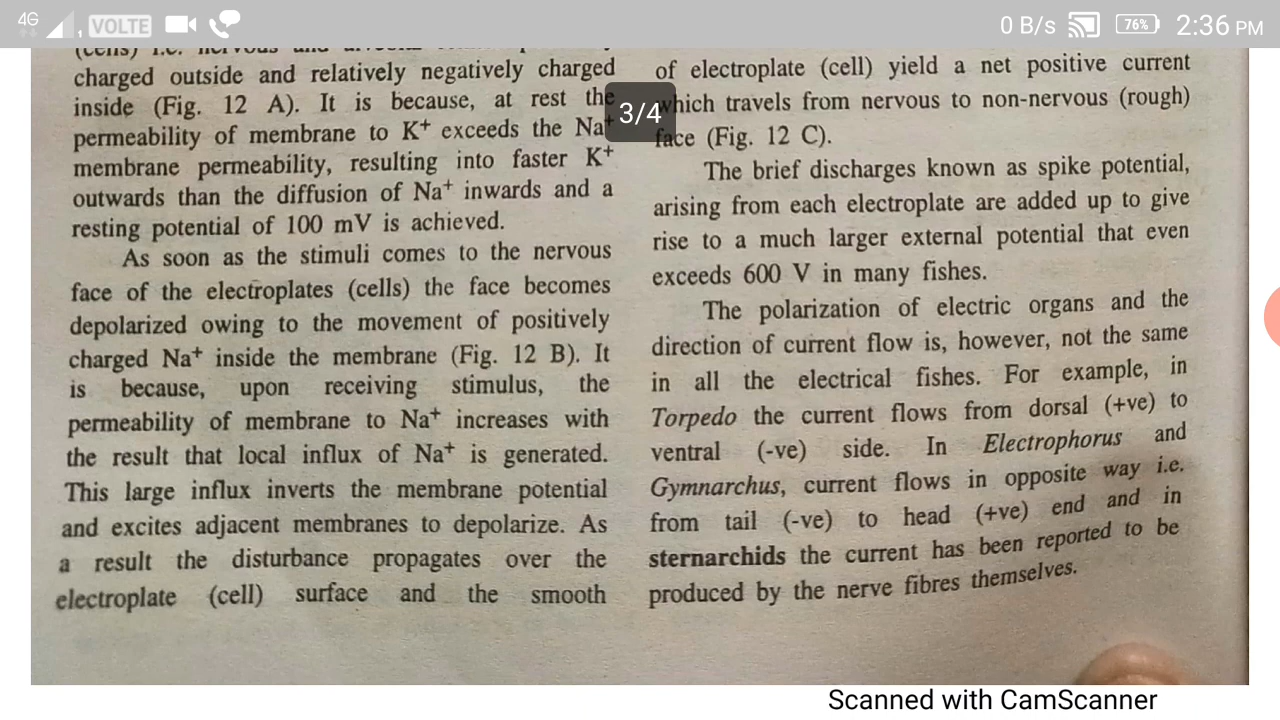 4G VOLTE 0 B/s 76% 2:36 PM
3/4
charged outside and relatively negatively charged
inside (Fig. 12 A). It is because, at rest the
permeability of membrane to K⁺ exceeds the Na⁺
membrane permeability, resulting into faster K⁺
outwards than the diffusion of Na⁺ inwards and a
resting potential of 100 mV is achieved.
As soon as the stimuli comes to the nervous
face of the electroplates (cells) the face becomes
depolarized owing to the movement of positively
charged Na⁺ inside the membrane (Fig. 12 B). It
is because, upon receiving stimulus, the
permeability of membrane to Na⁺ increases with
the result that local influx of Na⁺ is generated.
This large influx inverts the membrane potential
and excites adjacent membranes to depolarize. As
a result the disturbance propagates over the
electroplate (cell) surface and the smooth
of electroplate (cell) yield a net positive current
which travels from nervous to non-nervous (rough)
face (Fig. 12 C).
The brief discharges known as spike potential,
arising from each electroplate are added up to give
rise to a much larger external potential that even
exceeds 600 V in many fishes.
The polarization of electric organs and the
direction of current flow is, however, not the same
in all the electrical fishes. For example, in
Torpedo the current flows from dorsal (+ve) to
ventral (-ve) side. In Electrophorus and
Gymnarchus, current flows in opposite way i.e.
from tail (-ve) to head (+ve) end and in
sternarchids the current has been reported to be
produced by the nerve fibres themselves.
Scanned with CamScanner